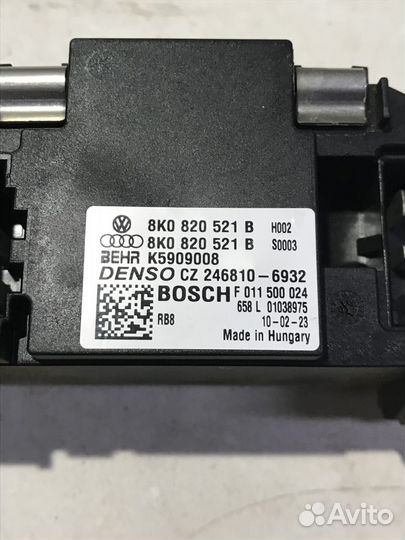 8K0 820 521 B H002
8K0 820 521 B S0003
BEHR K5909008
DENSO CZ 246810-6932
BOSCH F 011 500 024
658 L 01038975
RB8 10-02-23
Made in Hungary
Avito